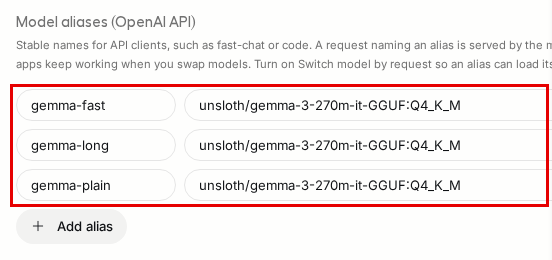 Model aliases (OpenAI API)
Stable names for API clients, such as fast-chat or code. A request naming an alias is served by the
apps keep working when you swap models. Turn on Switch model by request so an alias can load
gemma-fast unsloth/gemma-3-270m-it-GGUF:Q4_K_M
gemma-long unsloth/gemma-3-270m-it-GGUF:Q4_K_M
gemma-plain unsloth/gemma-3-270m-it-GGUF:Q4_K_M
+ Add alias